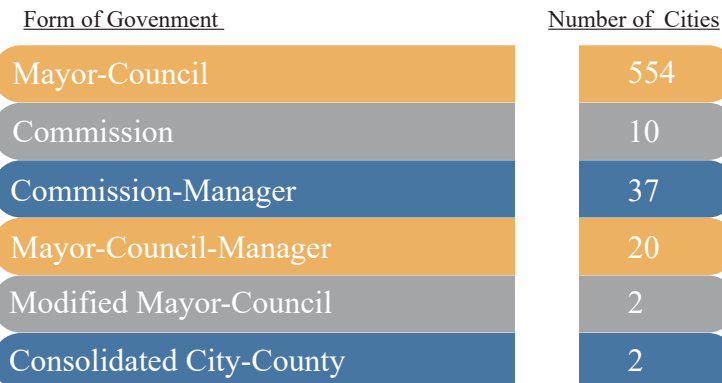 Form of Govenment Number of Cities
Mayor-Council 554
Commission 10
Commission-Manager 37
Mayor-Council-Manager 20
Modified Mayor-Council 2
Consolidated City-County 2